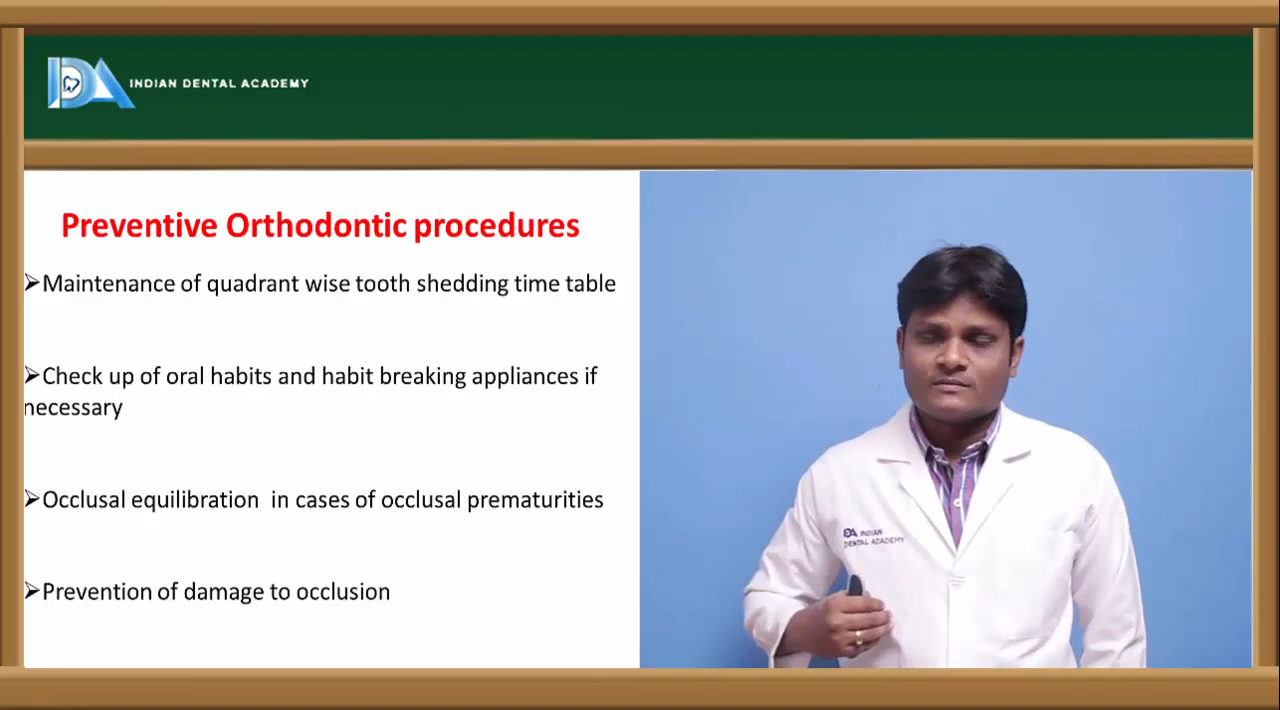 IDA INDIAN DENTAL ACADEMY
Preventive Orthodontic procedures
➢Maintenance of quadrant wise tooth shedding time table
➢Check up of oral habits and habit breaking appliances if
necessary
➢Occlusal equilibration  in cases of occlusal prematurities
➢Prevention of damage to occlusion
IDA INDIAN
DENTAL ACADEMY